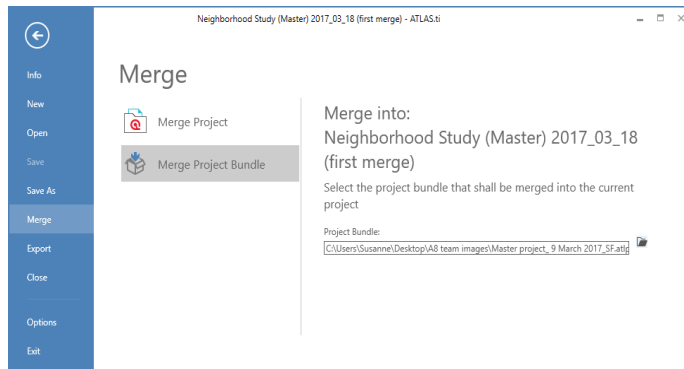 Neighborhood Study (Master) 2017_03_18 (first merge) - ATLAS.ti
Info
New
Open
Save
Save As
Merge
Export
Close
Options
Exit
Merge
Merge Project
Merge Project Bundle
Merge into:
Neighborhood Study (Master) 2017_03_18
(first merge)
Select the project bundle that shall be merged into the current
project
Project Bundle:
C:\Users\Susanne\Desktop\A8 team images\Master project_ 9 March 2017_SF.atlp